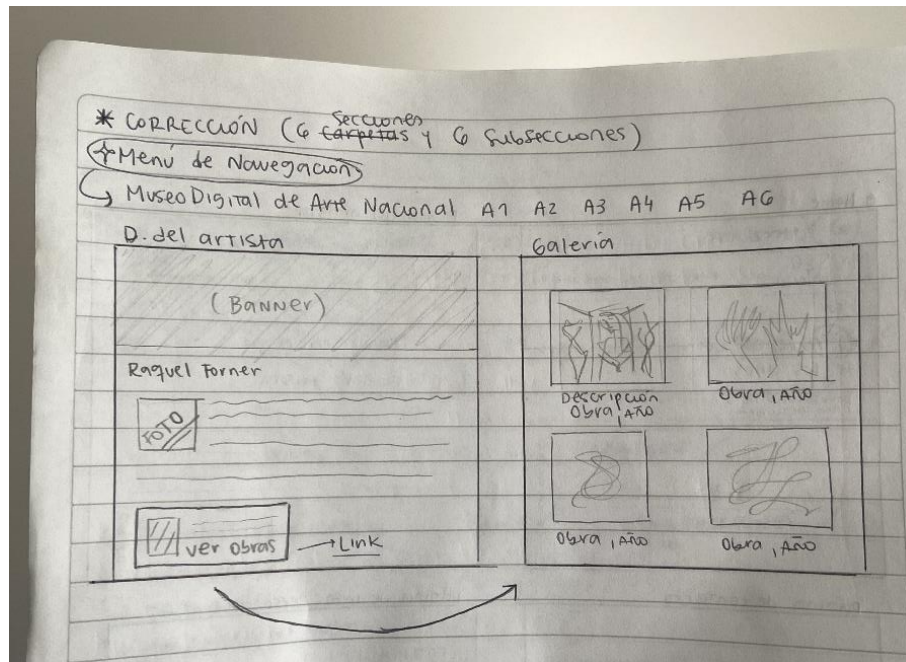 * CORRECCIÓN (6 carpetas Secciones y 6 Subsecciones)
Menú de Navegación
Museo Digital de Arte Nacional A1 A2 A3 A4 A5 A6
D. del artista
(Banner)
Raquel Forner
FOTO
ver obras → Link
Galería
Descripción
Obra, Año
Obra, Año
Obra, Año
Obra, Año